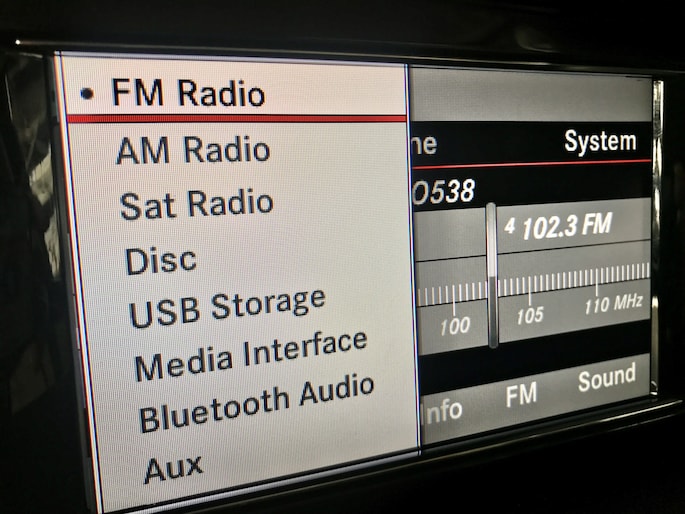 FM Radio
AM Radio
Sat Radio
Disc
USB Storage
Media Interface
Bluetooth Audio
Aux
System
0538
4 102.3 FM
100 105 110 MHz
FM Sound